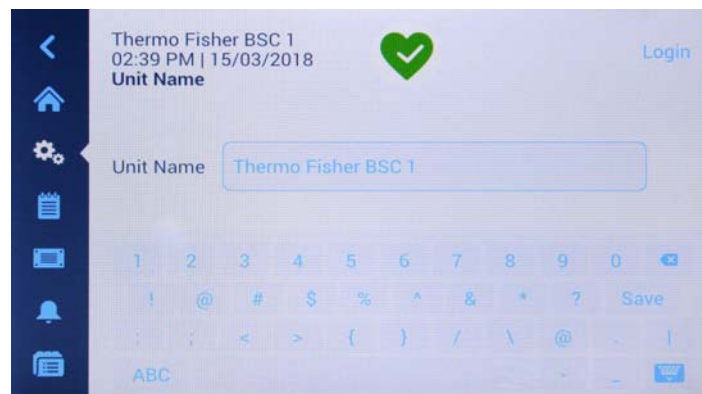 Thermo Fisher BSC 1
02:39 PM | 15/03/2018
Login
Unit Name
Unit Name Thermo Fisher BSC 1
1 2 3 4 5 6 7 8 9 0
! @ # $ % ^ & * ? Save
: ; < > { } / \ @ . |
ABC - _